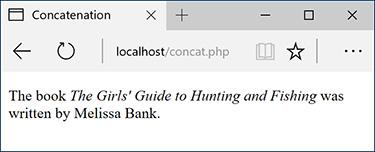 Concatenation
localhost/concat.php
The book The Girls' Guide to Hunting and Fishing was
written by Melissa Bank.